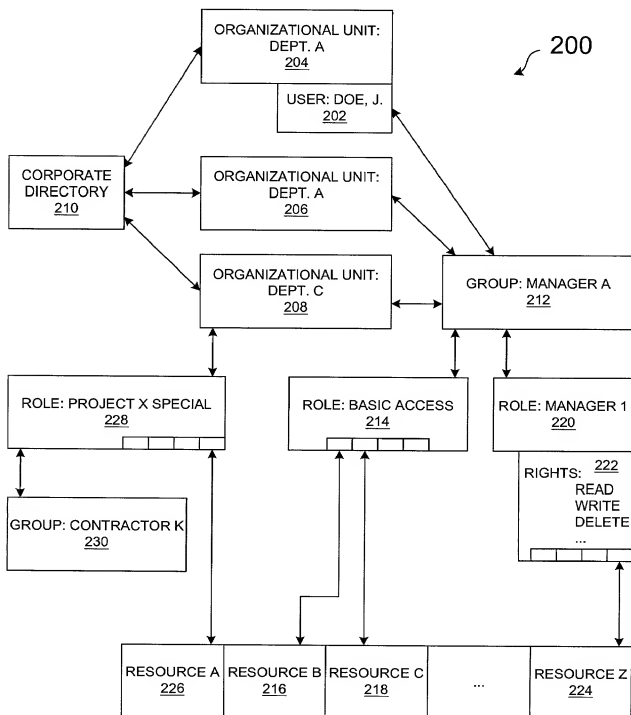 ORGANIZATIONAL UNIT:
DEPT. A
204
200
USER: DOE, J.
202
CORPORATE
DIRECTORY
210
ORGANIZATIONAL UNIT:
DEPT. A
206
ORGANIZATIONAL UNIT:
DEPT. C
208
GROUP: MANAGER A
212
ROLE: PROJECT X SPECIAL
228
ROLE: BASIC ACCESS
214
ROLE: MANAGER 1
220
222
RIGHTS:
READ
WRITE
DELETE
...
GROUP: CONTRACTOR K
230
RESOURCE A
226
RESOURCE B
216
RESOURCE C
218
...
RESOURCE Z
224